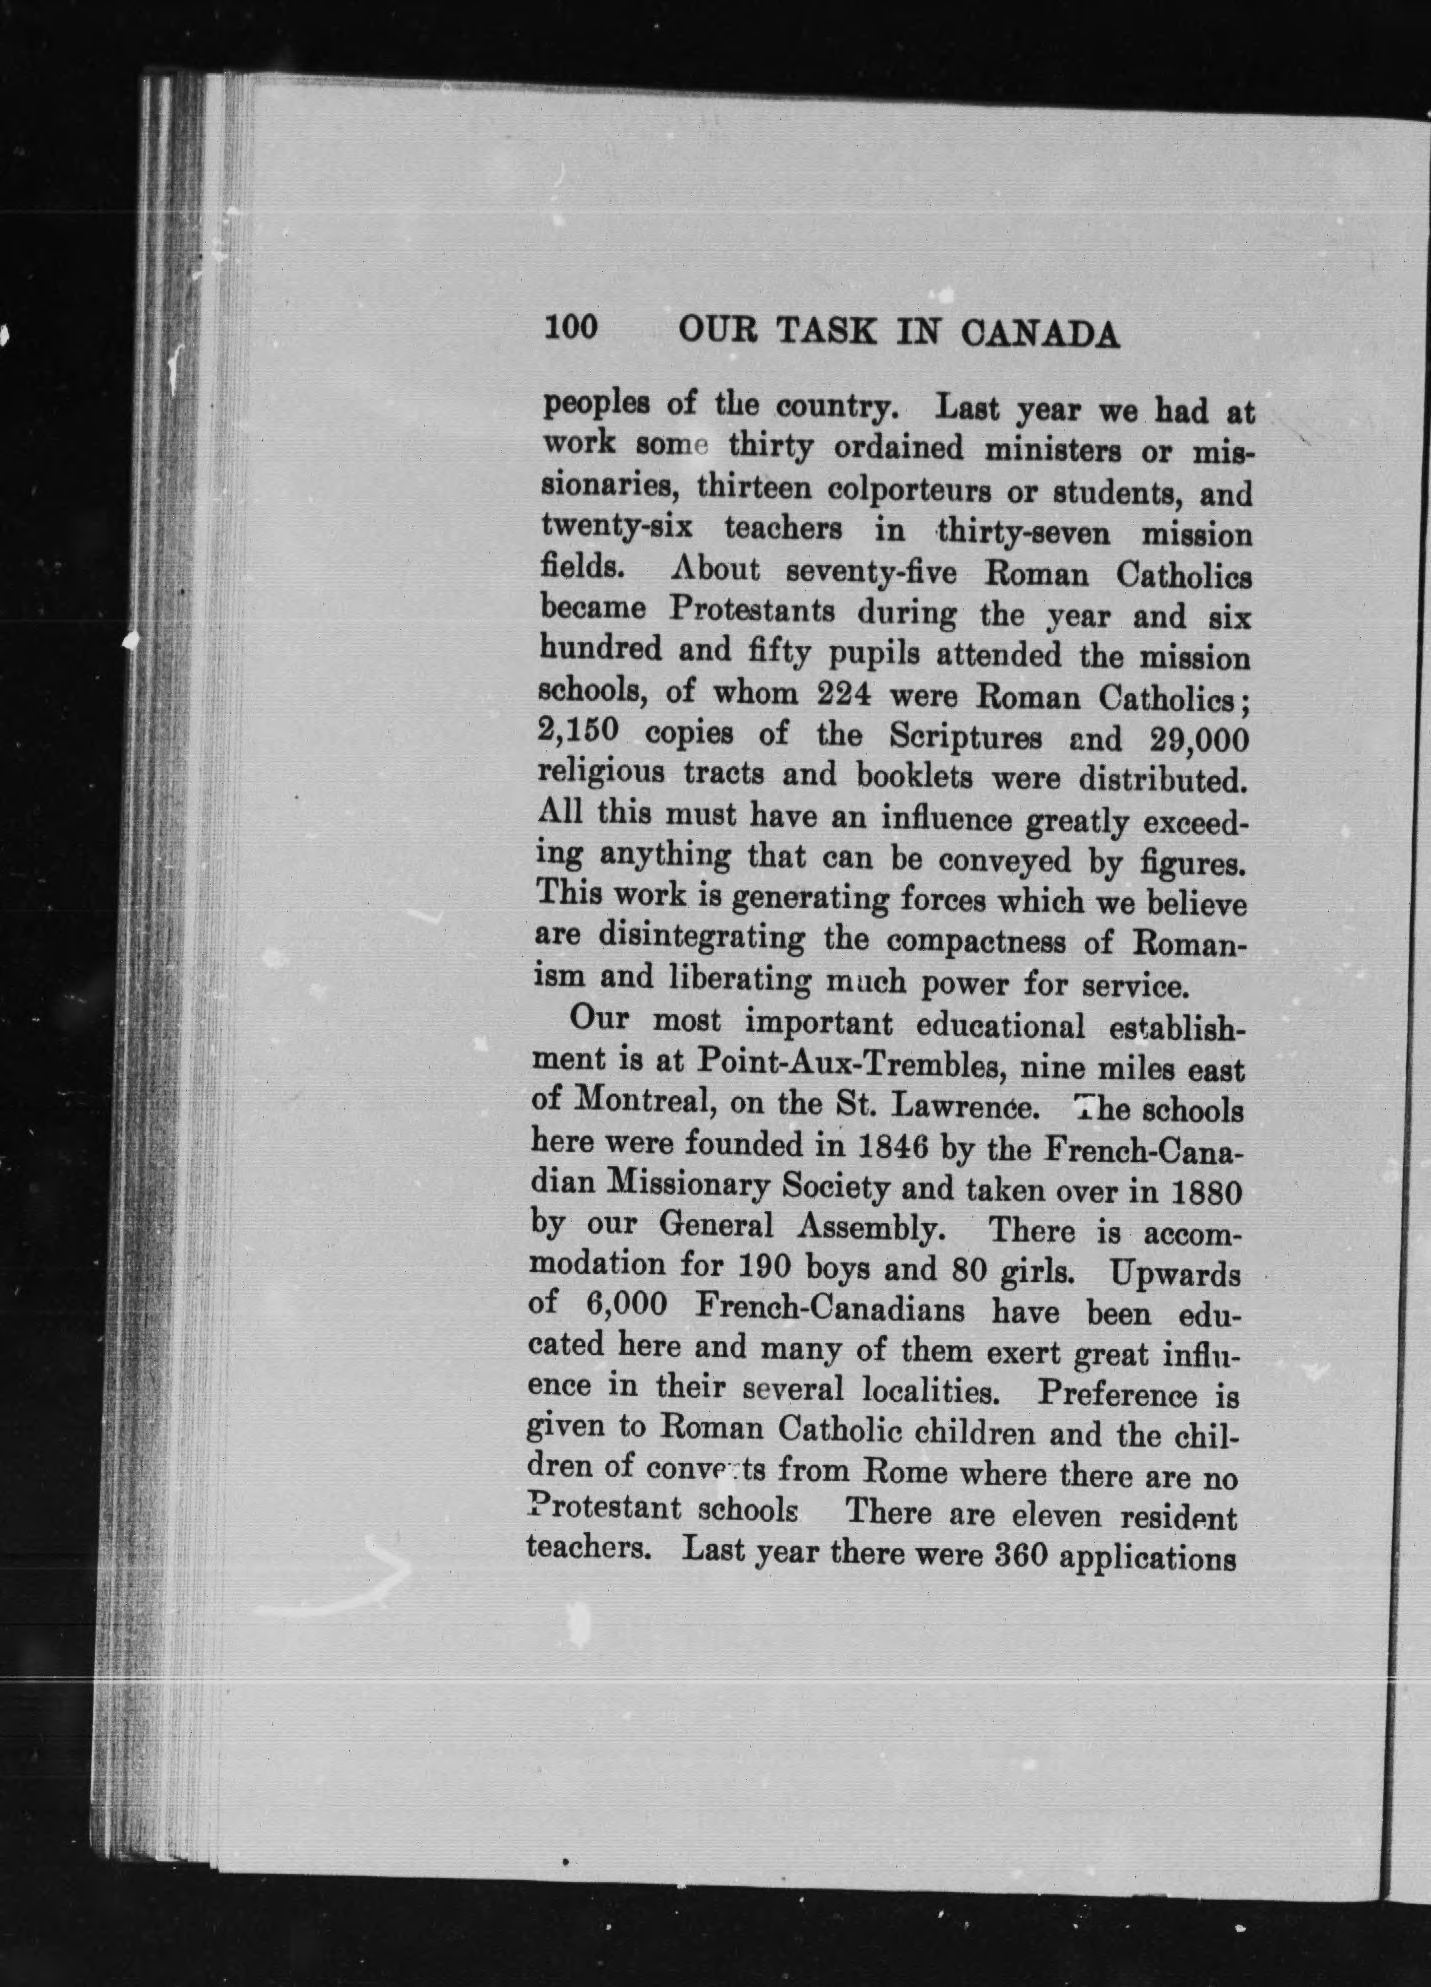 100 OUR TASK IN CANADA
peoples of the country. Last year we had at
work some thirty ordained ministers or mis-
sionaries, thirteen colporteurs or students, and
twenty-six teachers in thirty-seven mission
fields. About seventy-five Roman Catholics
became Protestants during the year and six
hundred and fifty pupils attended the mission
schools, of whom 224 were Roman Catholics;
2,150 copies of the Scriptures and 29,000
religious tracts and booklets were distributed.
All this must have an influence greatly exceed-
ing anything that can be conveyed by figures.
This work is generating forces which we believe
are disintegrating the compactness of Roman-
ism and liberating much power for service.
Our most important educational establish-
ment is at Point-Aux-Trembles, nine miles east
of Montreal, on the St. Lawrence. The schools
here were founded in 1846 by the French-Cana-
dian Missionary Society and taken over in 1880
by our General Assembly. There is accom-
modation for 190 boys and 80 girls. Upwards
of 6,000 French-Canadians have been edu-
cated here and many of them exert great influ-
ence in their several localities. Preference is
given to Roman Catholic children and the chil-
dren of converts from Rome where there are no
Protestant schools There are eleven resident
teachers. Last year there were 360 applications